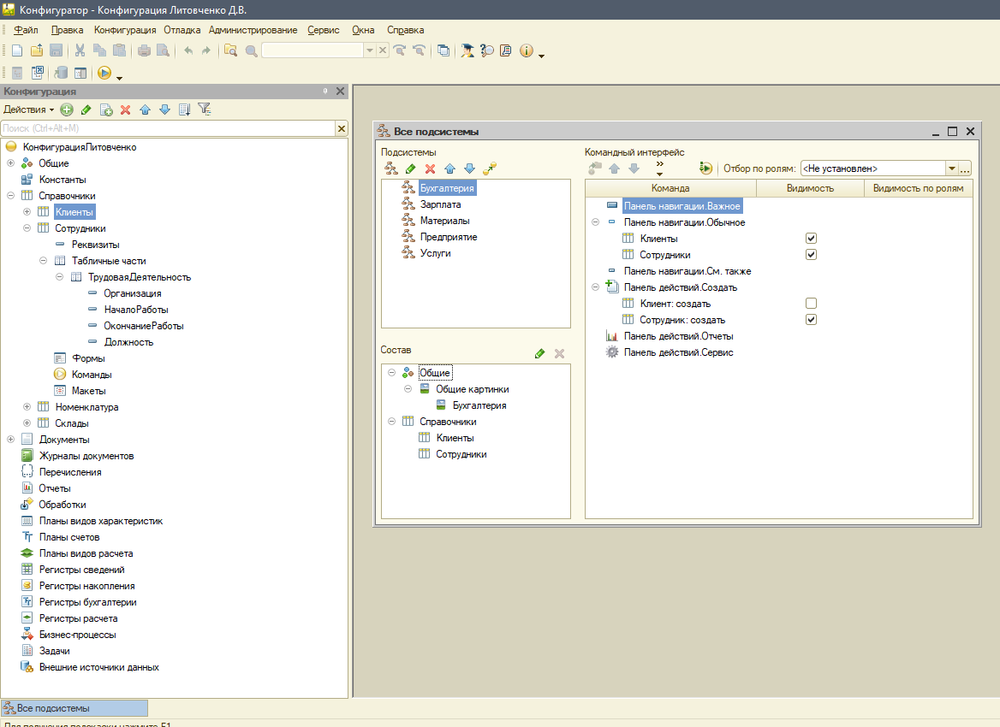 Конфигуратор - Конфигурация Литовченко Д.В.
Файл Правка Конфигурация Отладка Администрирование Сервис Окна Справка
Конфигурация
Действия
Поиск (Ctrl+Alt+M)
КонфигурацияЛитовченко
Общие
Константы
Справочники
Клиенты
Сотрудники
Реквизиты
Табличные части
ТрудоваяДеятельность
Организация
НачалоРаботы
ОкончаниеРаботы
Должность
Формы
Команды
Макеты
Номенклатура
Склады
Документы
Журналы документов
Перечисления
Отчеты
Обработки
Планы видов характеристик
Планы счетов
Планы видов расчета
Регистры сведений
Регистры накопления
Регистры бухгалтерии
Регистры расчета
Бизнес-процессы
Задачи
Внешние источники данных
Все подсистемы
Подсистемы
Бухгалтерия
Зарплата
Материалы
Предприятие
Услуги
Состав
Общие
Общие картинки
Бухгалтерия
Справочники
Клиенты
Сотрудники
Командный интерфейс
Отбор по ролям: <Не установлен>
Команда Видимость Видимость по ролям
Панель навигации.Важное
Панель навигации.Обычное
Клиенты
Сотрудники
Панель навигации.См. также
Панель действий.Создать
Клиент: создать
Сотрудник: создать
Панель действий.Отчеты
Панель действий.Сервис
Все подсистемы
Для получения подсказки нажмите F1